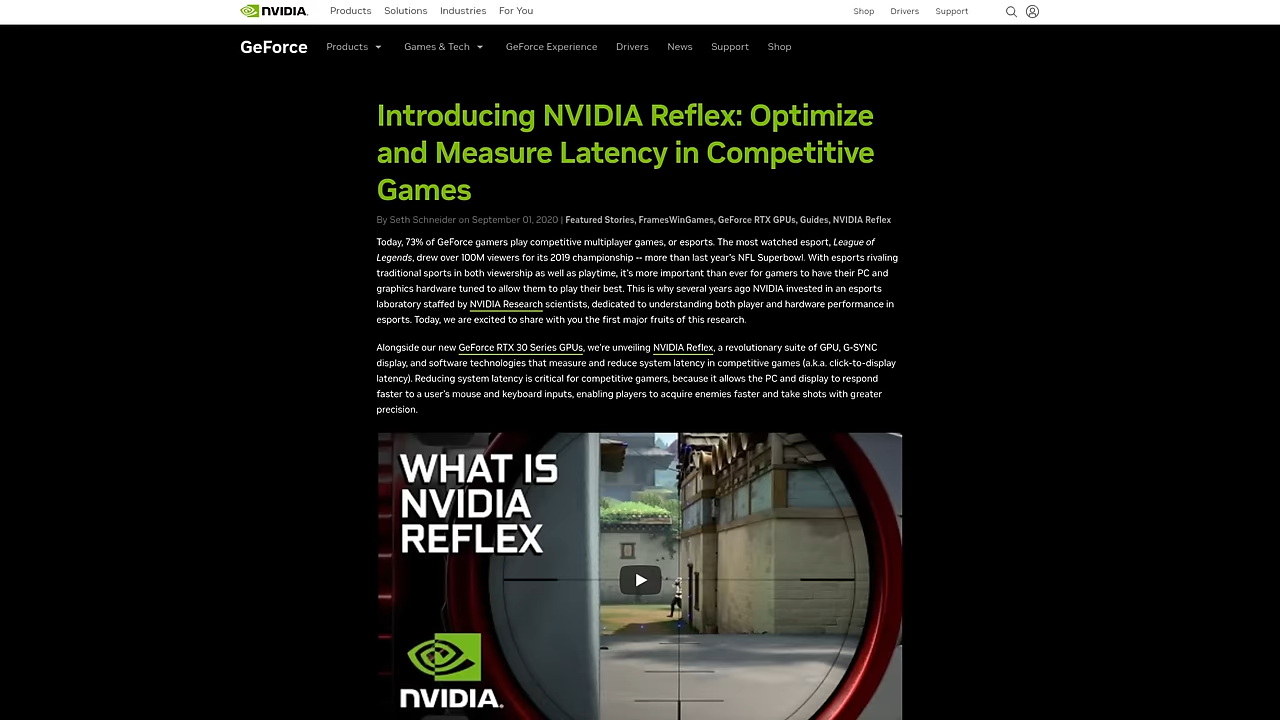 NVIDIA.
Products Solutions Industries For You
Shop Drivers Support
GeForce
Products Games & Tech GeForce Experience Drivers News Support Shop
Introducing NVIDIA Reflex: Optimize
and Measure Latency in Competitive
Games
By Seth Schneider on September 01, 2020 | Featured Stories, FramesWinGames, GeForce RTX GPUs, Guides, NVIDIA Reflex
Today, 73% of GeForce gamers play competitive multiplayer games, or esports. The most watched esport, League of
Legends, drew over 100M viewers for its 2019 championship -- more than last year's NFL Superbowl. With esports rivaling
traditional sports in both viewership as well as playtime, it's more important than ever for gamers to have their PC and
graphics hardware tuned to allow them to play their best. This is why several years ago NVIDIA invested in an esports
laboratory staffed by NVIDIA Research scientists, dedicated to understanding both player and hardware performance in
esports. Today, we are excited to share with you the first major fruits of this research.
Alongside our new GeForce RTX 30 Series GPUs, we're unveiling NVIDIA Reflex, a revolutionary suite of GPU, G-SYNC
display, and software technologies that measure and reduce system latency in competitive games (a.k.a. click-to-display
latency). Reducing system latency is critical for competitive gamers, because it allows the PC and display to respond
faster to a user's mouse and keyboard inputs, enabling players to acquire enemies faster and take shots with greater
precision.
WHAT IS
NVIDIA
REFLEX
NVIDIA.